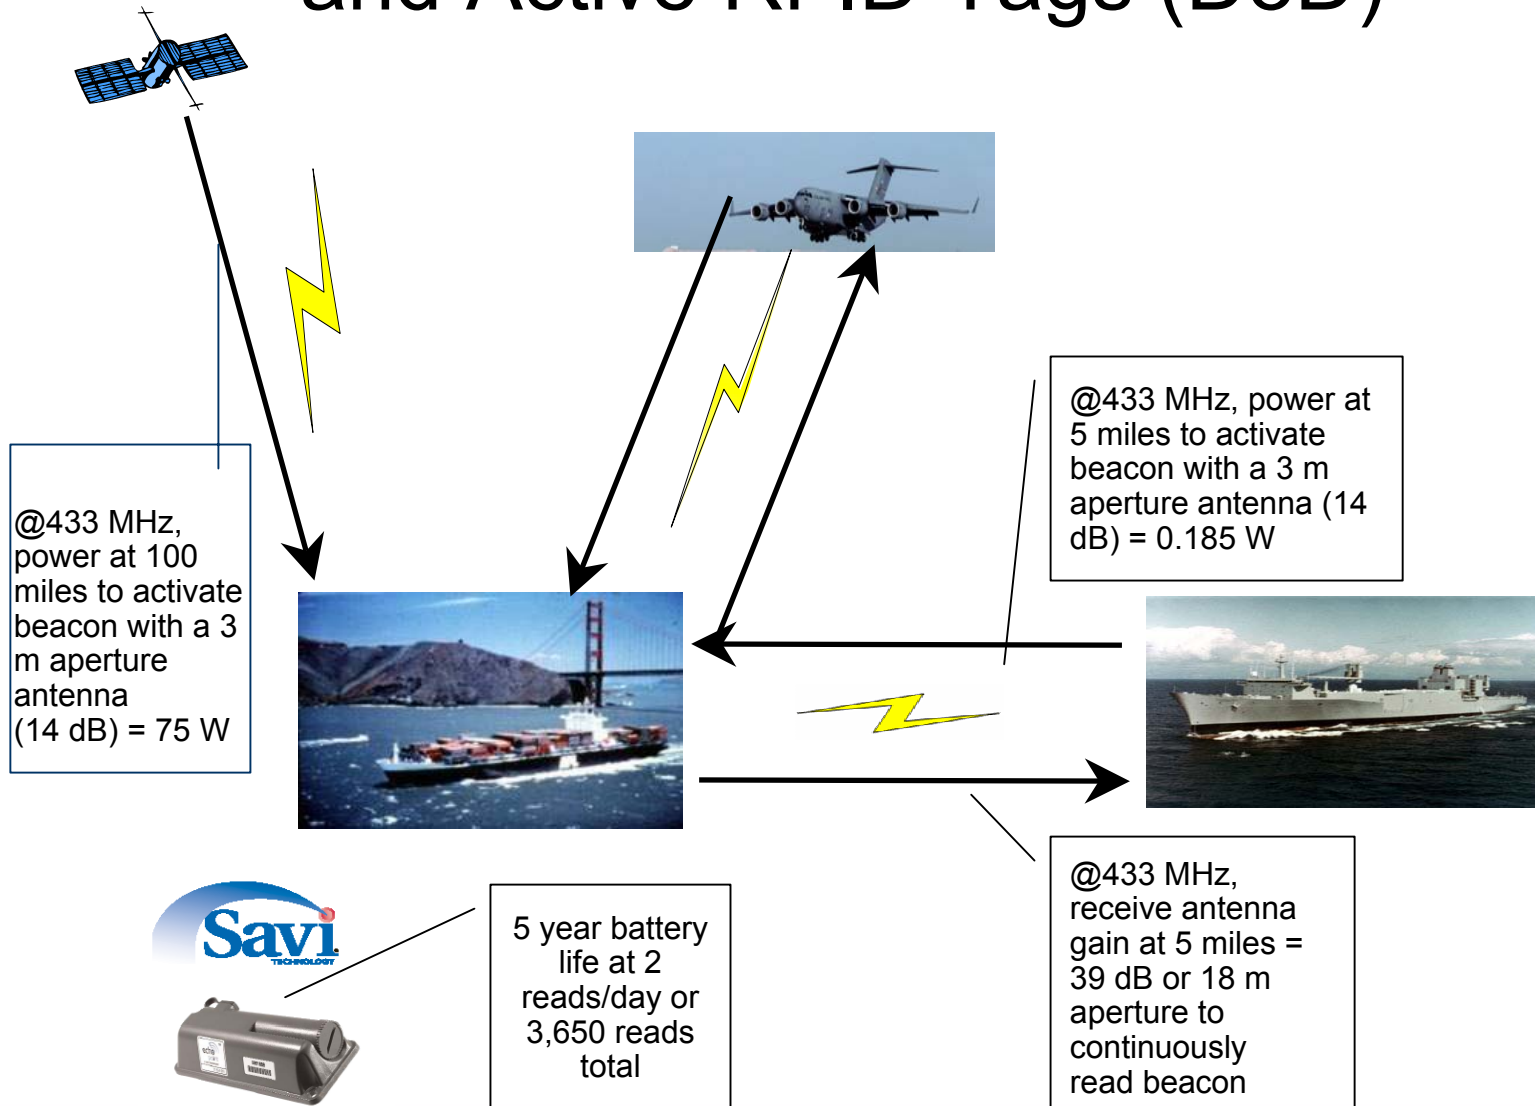 and Active RFID Tags (DoD)
@433 MHz,
power at 100
miles to activate
beacon with a 3
m aperture
antenna
(14 dB) = 75 W
@433 MHz, power at
5 miles to activate
beacon with a 3 m
aperture antenna (14
dB) = 0.185 W
Savi
TECHNOLOGY
5 year battery
life at 2
reads/day or
3,650 reads
total
@433 MHz,
receive antenna
gain at 5 miles =
39 dB or 18 m
aperture to
continuously
read beacon